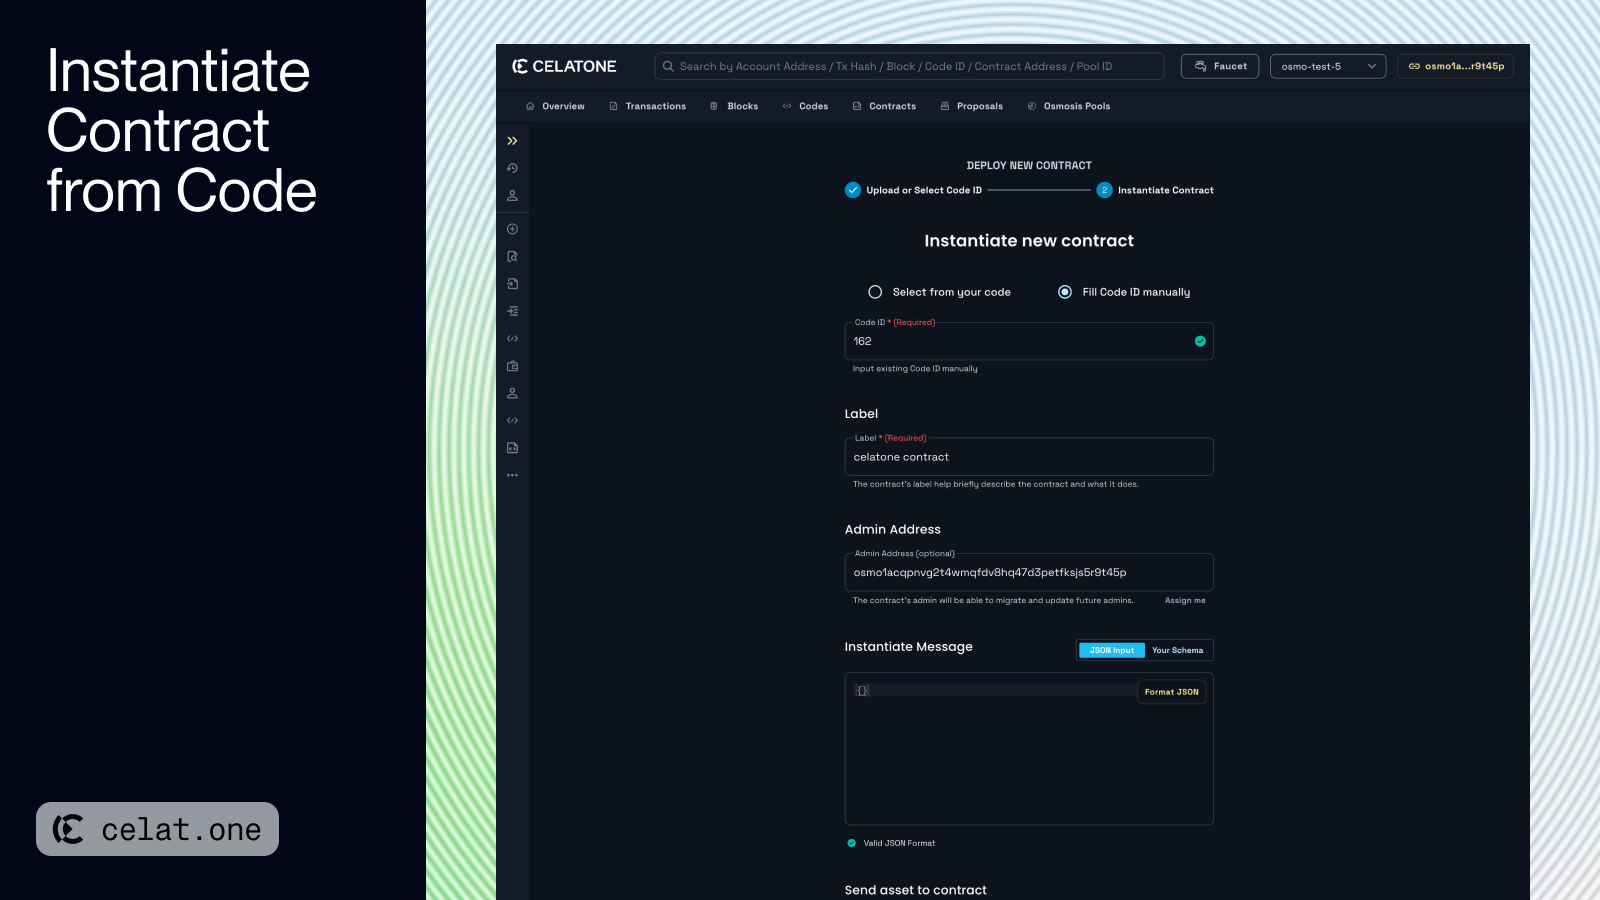 Instantiate
Contract
from Code
celat.one
CELATONE
Search by Account Address / Tx Hash / Block / Code ID / Contract Address / Pool ID
Faucet
osmo-test-5
osmo1a...r9t45p
Overview
Transactions
Blocks
Codes
Contracts
Proposals
Osmosis Pools
DEPLOY NEW CONTRACT
Upload or Select Code ID
2 Instantiate Contract
Instantiate new contract
Select from your code
Fill Code ID manually
Code ID * (Required)
162
Input existing Code ID manually
Label
Label * (Required)
celatone contract
The contract's label help briefly describe the contract and what it does.
Admin Address
Admin Address (optional)
osmo1acqpnvg2t4wmqfdv8hq47d3petfksjs5r9t45p
The contract's admin will be able to migrate and update future admins.
Assign me
Instantiate Message
JSON Input
Your Schema
{}
Format JSON
Valid JSON Format
Send asset to contract